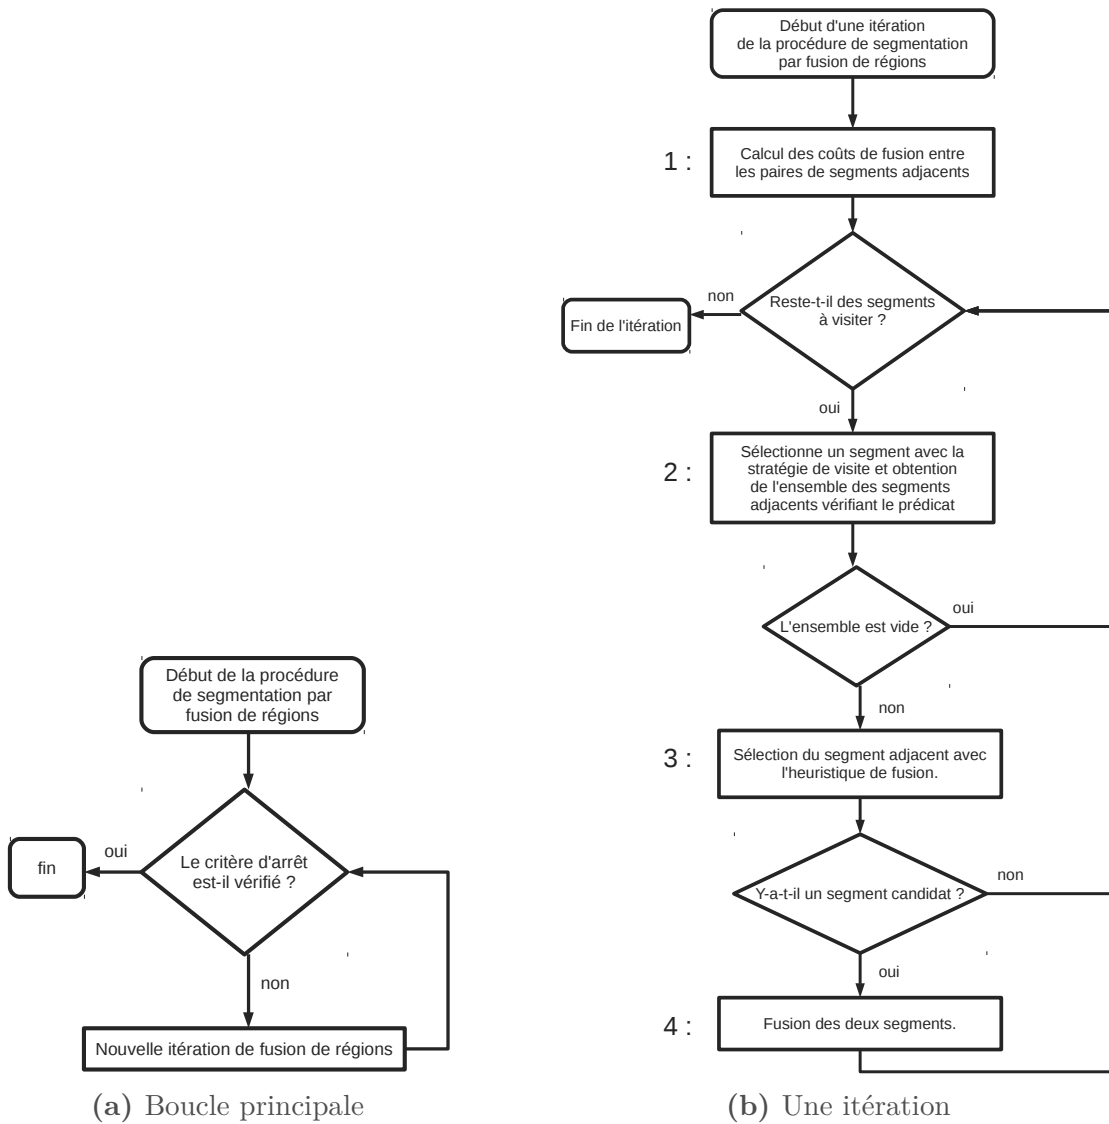 Début de la procédure
de segmentation par
fusion de régions
Le critère d'arrêt
est-il vérifié ?
oui
fin
non
Nouvelle itération de fusion de régions
(a) Boucle principale
Début d'une itération
de la procédure de segmentation
par fusion de régions
1 :
Calcul des coûts de fusion entre
les paires de segments adjacents
Reste-t-il des segments
à visiter ?
non
Fin de l'itération
oui
2 :
Sélectionne un segment avec la
stratégie de visite et obtention
de l'ensemble des segments
adjacents vérifiant le prédicat
L'ensemble est vide ?
oui
non
3 :
Sélection du segment adjacent avec
l'heuristique de fusion.
Y-a-t-il un segment candidat ?
non
oui
4 :
Fusion des deux segments.
(b) Une itération